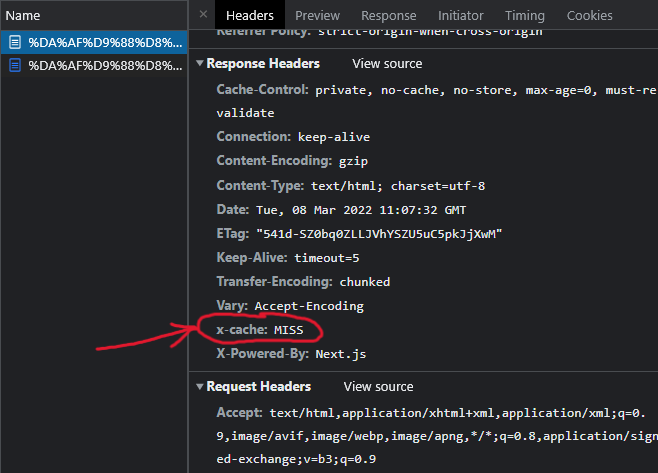 Name
× Headers Preview Response Initiator Timing Cookies
%DA%AF%D9%88%D8%...
%DA%AF%D9%88%D8%...
Referrer Policy: strict-origin-when-cross-origin
▼Response Headers View source
Cache-Control: private, no-cache, no-store, max-age=0, must-re
validate
Connection: keep-alive
Content-Encoding: gzip
Content-Type: text/html; charset=utf-8
Date: Tue, 08 Mar 2022 11:07:32 GMT
ETag: "541d-SZ0bq0ZLLJVhYSZU5uC5pkJjXwM"
Keep-Alive: timeout=5
Transfer-Encoding: chunked
Vary: Accept-Encoding
x-cache: MISS
X-Powered-By: Next.js
▼Request Headers View source
Accept: text/html,application/xhtml+xml,application/xml;q=0.
9,image/avif,image/webp,image/apng,*/*;q=0.8,application/sign
ed-exchange;v=b3;q=0.9